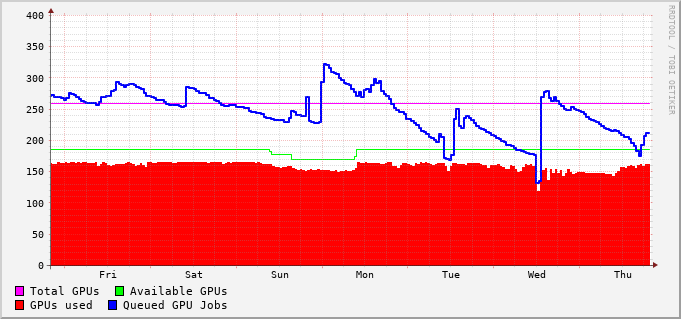 400
350
300
250
200
150
100
50
0
Fri Sat Sun Mon Tue Wed Thu
Total GPUs Available GPUs
GPUs used Queued GPU Jobs
RRDTOOL / TOBI OETIKER